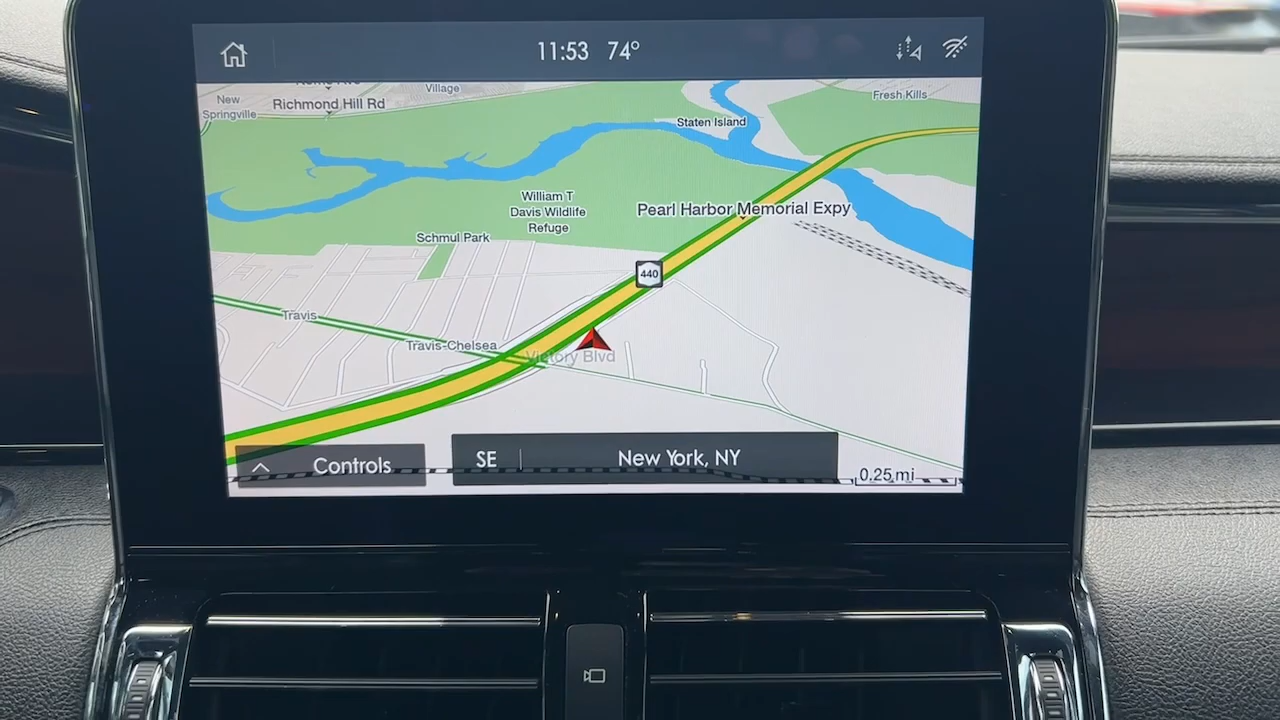 11:53 74°
Village
New
Springville
Richmond Hill Rd
Fresh Kills
Staten Island
William T
Davis Wildlife
Refuge
Pearl Harbor Memorial Expy
Schmul Park
440
Travis
Travis-Chelsea
Victory Blvd
Controls
SE
New York, NY
0.25 mi